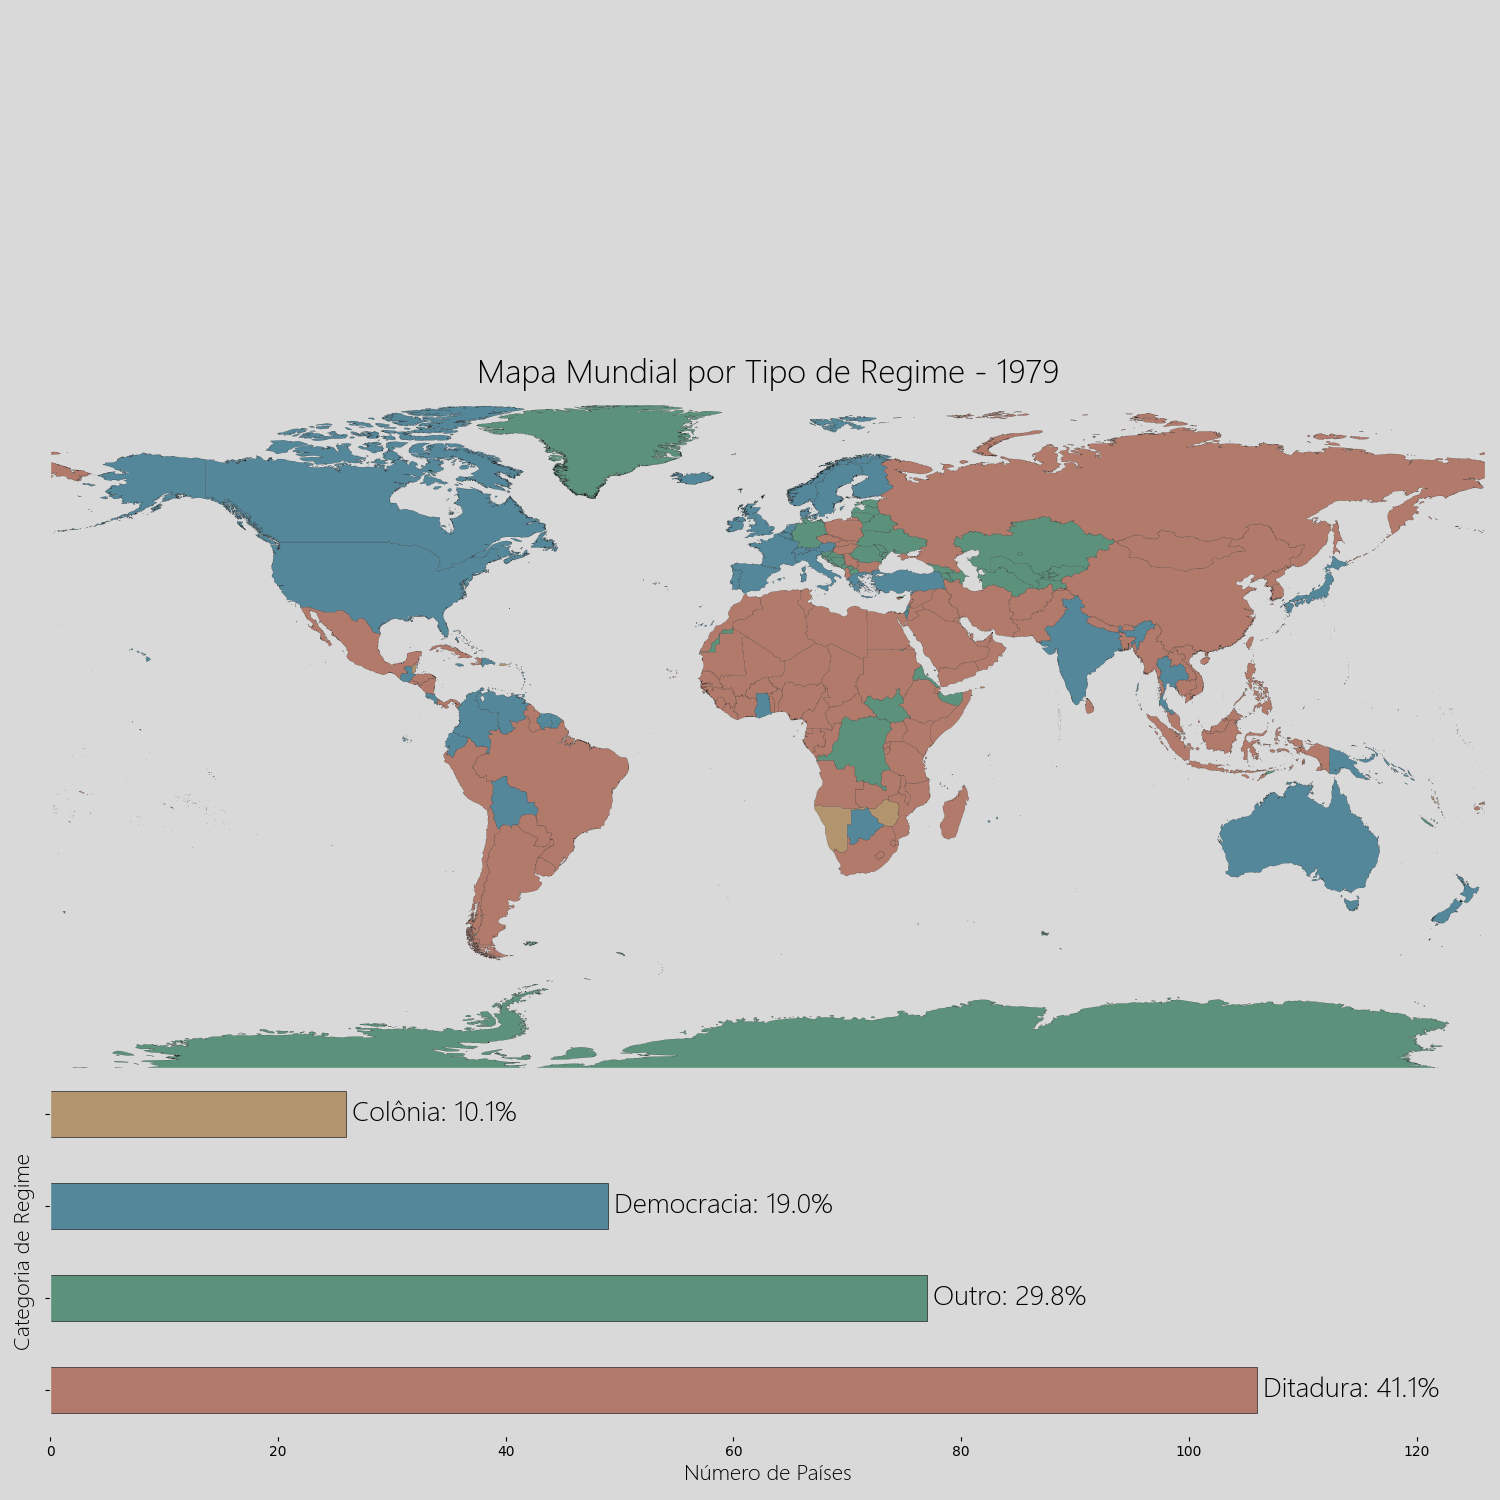 Mapa Mundial por Tipo de Regime - 1979
Colônia: 10.1%
Democracia: 19.0%
Outro: 29.8%
Ditadura: 41.1%
Categoria de Regime
0 20 40 60 80 100 120
Número de Países